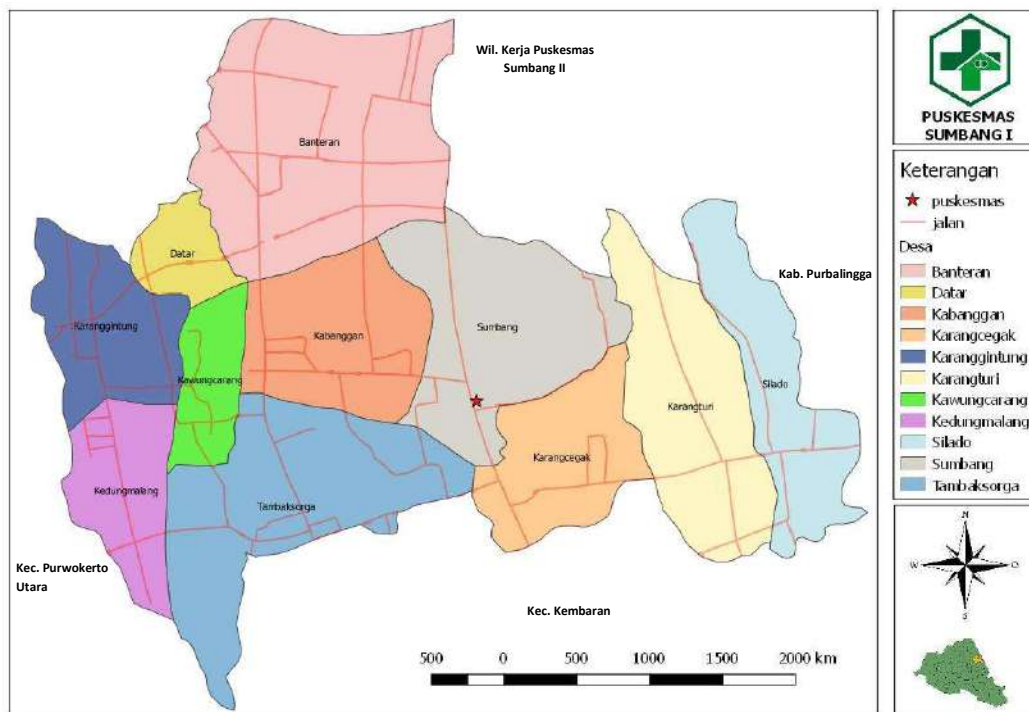 Wil. Kerja Puskesmas
Sumbang II
Banteran
Datar
Kab. Purbalingga
Karanggintung
Kabanggan
Sumbang
Kawungcarang
Silado
Karangturi
Karangcegak
Kedungmalang
Tambaksorga
Kec. Purwokerto
Utara
Kec. Kembaran
500 0 500 1000 1500 2000 km
PUSKESMAS
SUMBANG I
Keterangan
puskesmas
jalan
Desa
Banteran
Datar
Kabanggan
Karangcegak
Karanggintung
Karangturi
Kawungcarang
Kedungmalang
Silado
Sumbang
Tambaksorga
N
W O
S